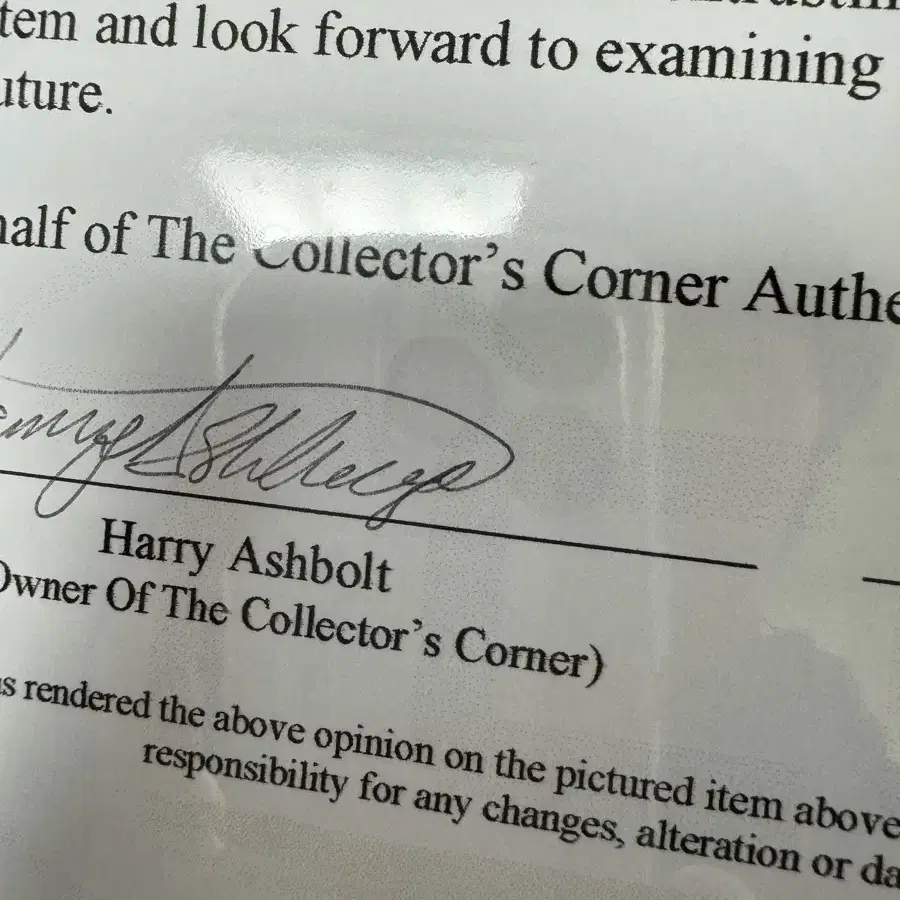 tem and look forward to examining
uture.
half of The Collector's Corner Authe
Harry Ashbolt
Owner Of The Collector's Corner)
s rendered the above opinion on the pictured item above
responsibility for any changes, alteration or da